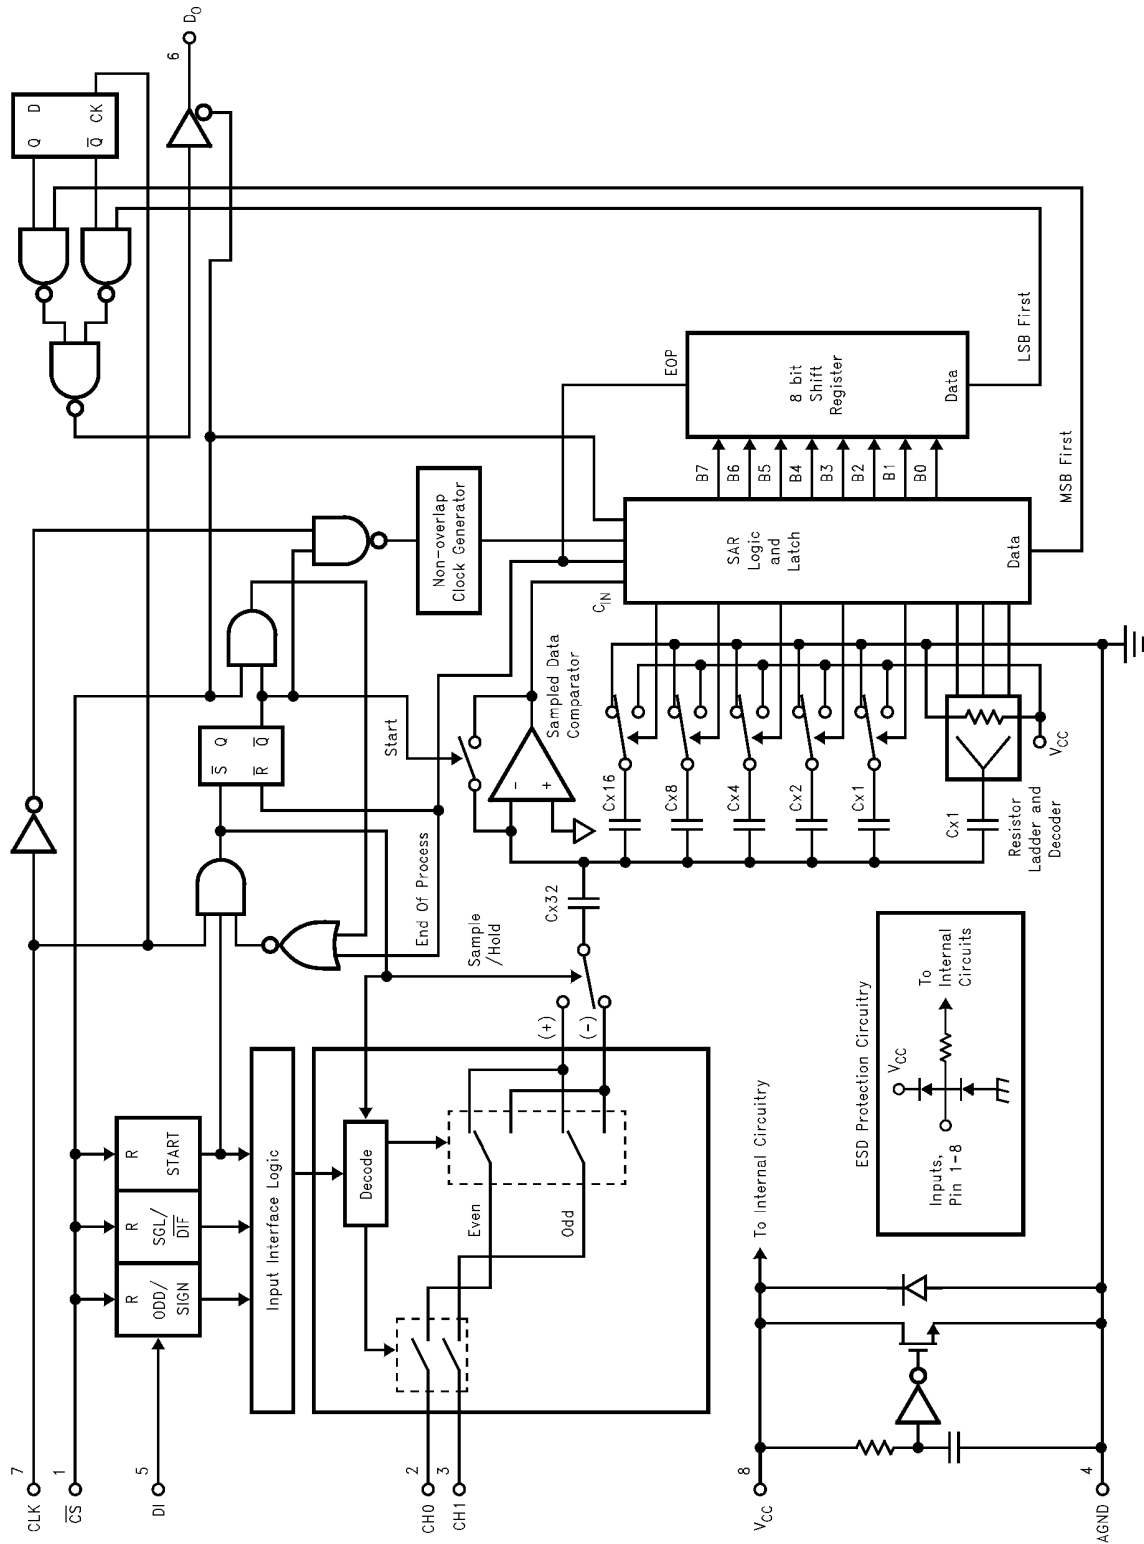 CLK
7
CS
1
DI
5
R
ODD/
SIGN
R
SGL/
DIF
R
START
Input Interface Logic
CH0
2
CH1
3
Decode
Even
Odd
(+)
(-)
Sample
/Hold
End Of Process
S
Q
R
Q
Start
Cx32
-
+
Sampled Data
Comparator
Non-overlap
Clock Generator
Q
D
Q
CK
6
DO
CIN
SAR
Logic
and
Latch
Data
B7
B6
B5
B4
B3
B2
B1
B0
EOP
8 bit
Shift
Register
Data
LSB First
MSB First
Cx16
Cx8
Cx4
Cx2
Cx1
Cx1
Resistor
Ladder and
Decoder
VCC
VCC
8
To Internal Circuitry
AGND
4
ESD Protection Circuitry
Inputs,
Pin 1-8
VCC
To
Internal
Circuits